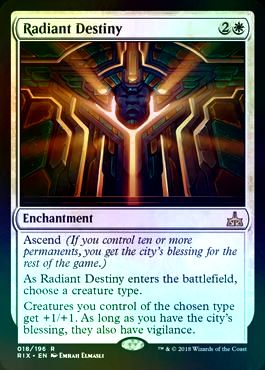 Radiant Destiny 2
Enchantment
Ascend (If you control ten or more
permanents, you get the city's blessing for the
rest of the game.)
As Radiant Destiny enters the battlefield,
choose a creature type.
Creatures you control of the chosen type
get +1/+1. As long as you have the city's
blessing, they also have vigilance.
018/196 R
RIX • EN Emrah Elmasli
™ & © 2018 Wizards of the Coast